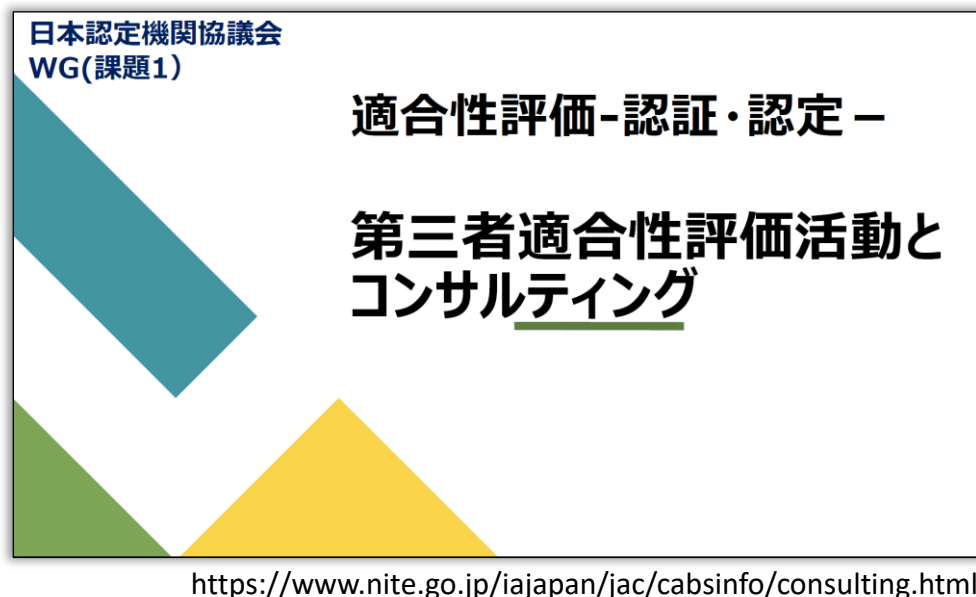 日本認定機関協議会
WG(課題1）
適合性評価-認証･認定 –
第三者適合性評価活動と
コンサルティング
https://www.nite.go.jp/iajapan/jac/cabsinfo/consulting.html